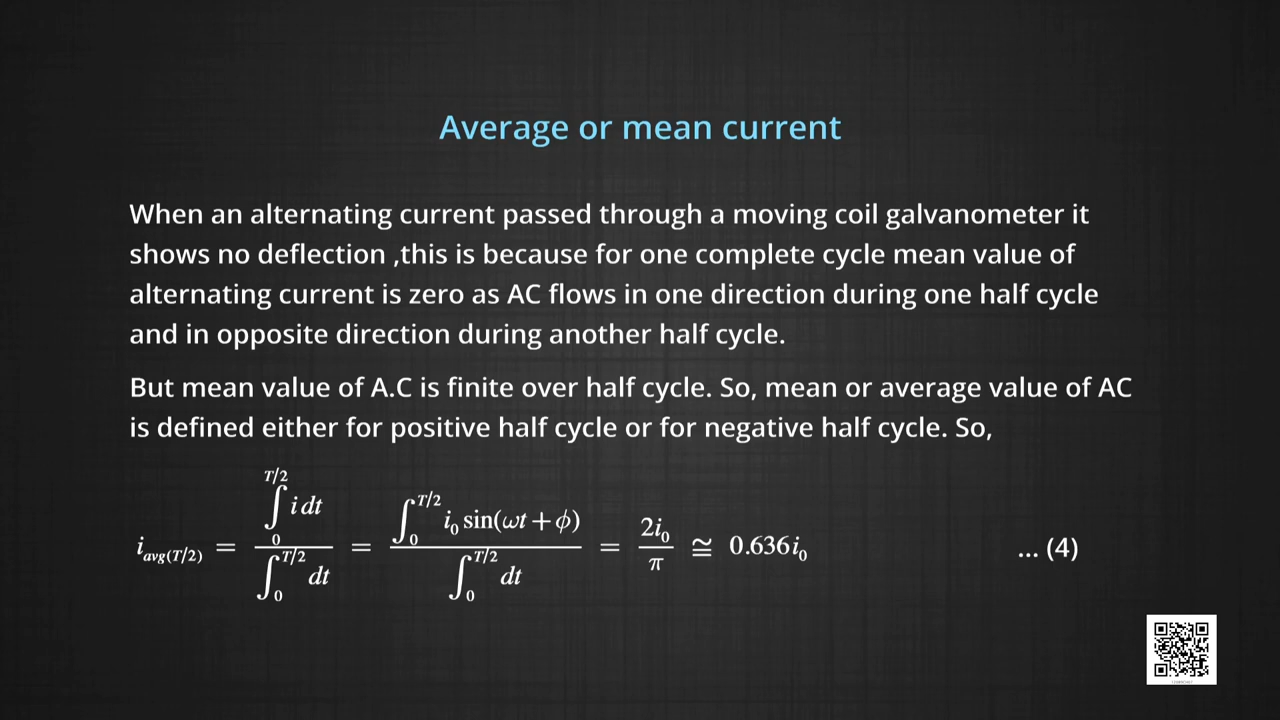 Average or mean current
When an alternating current passed through a moving coil galvanometer it
shows no deflection ,this is because for one complete cycle mean value of
alternating current is zero as AC flows in one direction during one half cycle
and in opposite direction during another half cycle.
But mean value of A.C is finite over half cycle. So, mean or average value of AC
is defined either for positive half cycle or for negative half cycle. So,
i_avg(T/2) = ∫_0^T/2 i dt / ∫_0^T/2 dt = ∫_0^T/2 i_0 sin(ωt + ϕ) / ∫_0^T/2 dt = 2i_0 / π ≅ 0.636i_0 ... (4)